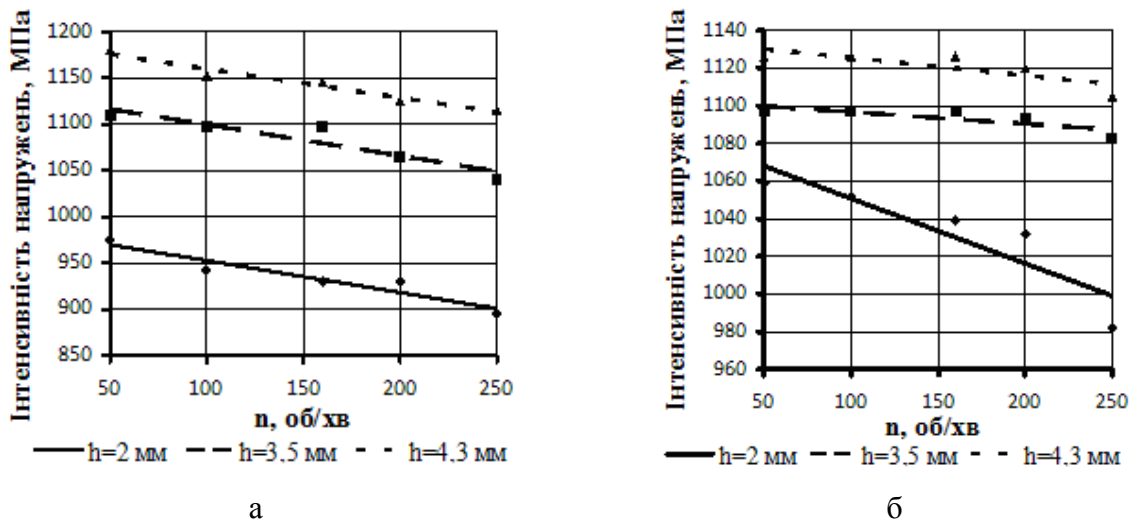 Інтенсивність напружень, МПа
1200
1150
1100
1050
1000
950
900
850
50 100 150 200 250
n, об/хв
h=2 мм h=3,5 мм h=4,3 мм
а
Інтенсивність напружень, МПа
1140
1120
1100
1080
1060
1040
1020
1000
980
960
50 100 150 200 250
n, об/хв
h=2 мм h=3,5 мм h=4,3 мм
б